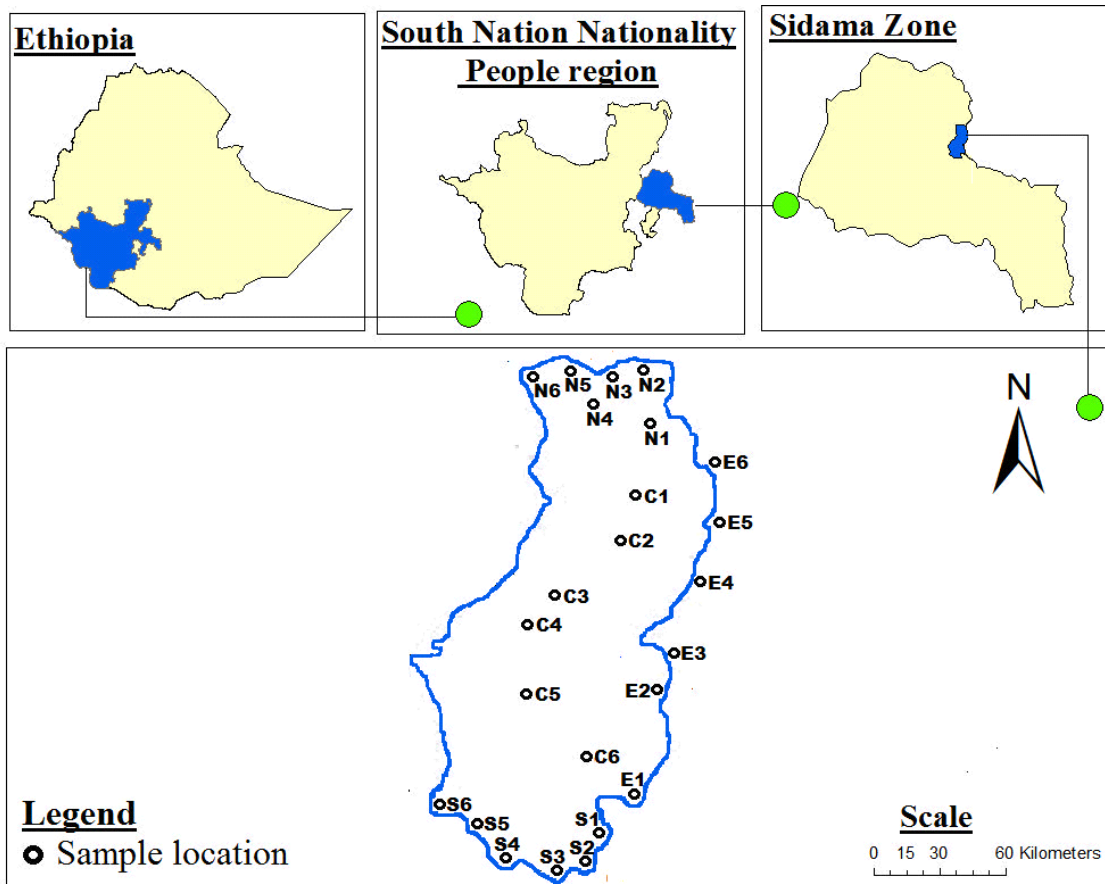 Ethiopia
South Nation Nationality
People region
Sidama Zone
N
N6
N5
N3
N2
N4
N1
E6
C1
E5
C2
E4
C3
C4
E3
E2
C5
C6
E1
S6
S5
S4
S3
S2
S1
Legend
Sample location
Scale
0 15 30 60 Kilometers